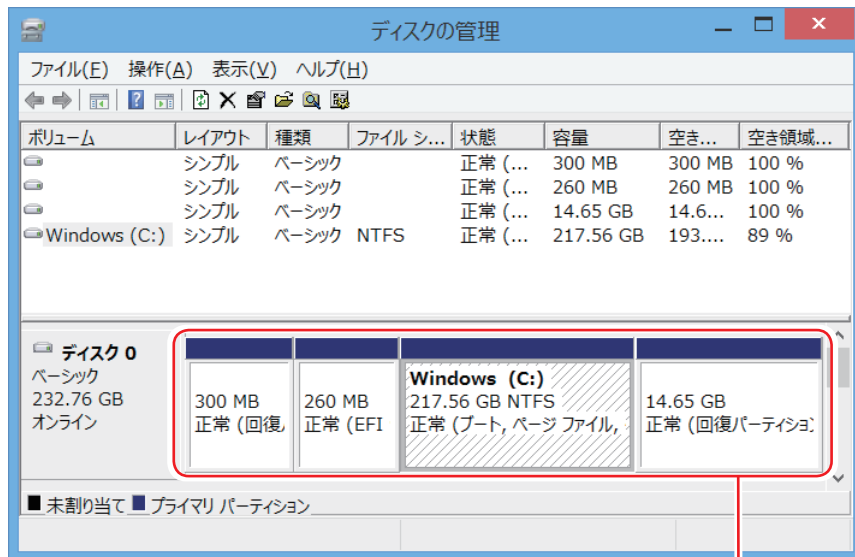 ディスクの管理
ファイル(F) 操作(A) 表示(V) ヘルプ(H)
ボリューム レイアウト 種類 ファイル シ... 状態 容量 空き... 空き領域...
シンプル ベーシック 正常 (... 300 MB 300 MB 100 %
シンプル ベーシック 正常 (... 260 MB 260 MB 100 %
シンプル ベーシック 正常 (... 14.65 GB 14.6... 100 %
Windows (C:) シンプル ベーシック NTFS 正常 (... 217.56 GB 193.... 89 %
ディスク 0
ベーシック
232.76 GB
オンライン
300 MB
正常 (回復
260 MB
正常 (EFI
Windows (C:)
217.56 GB NTFS
正常 (ブート, ページ ファイル,
14.65 GB
正常 (回復パーティション
未割り当て プライマリ パーティション